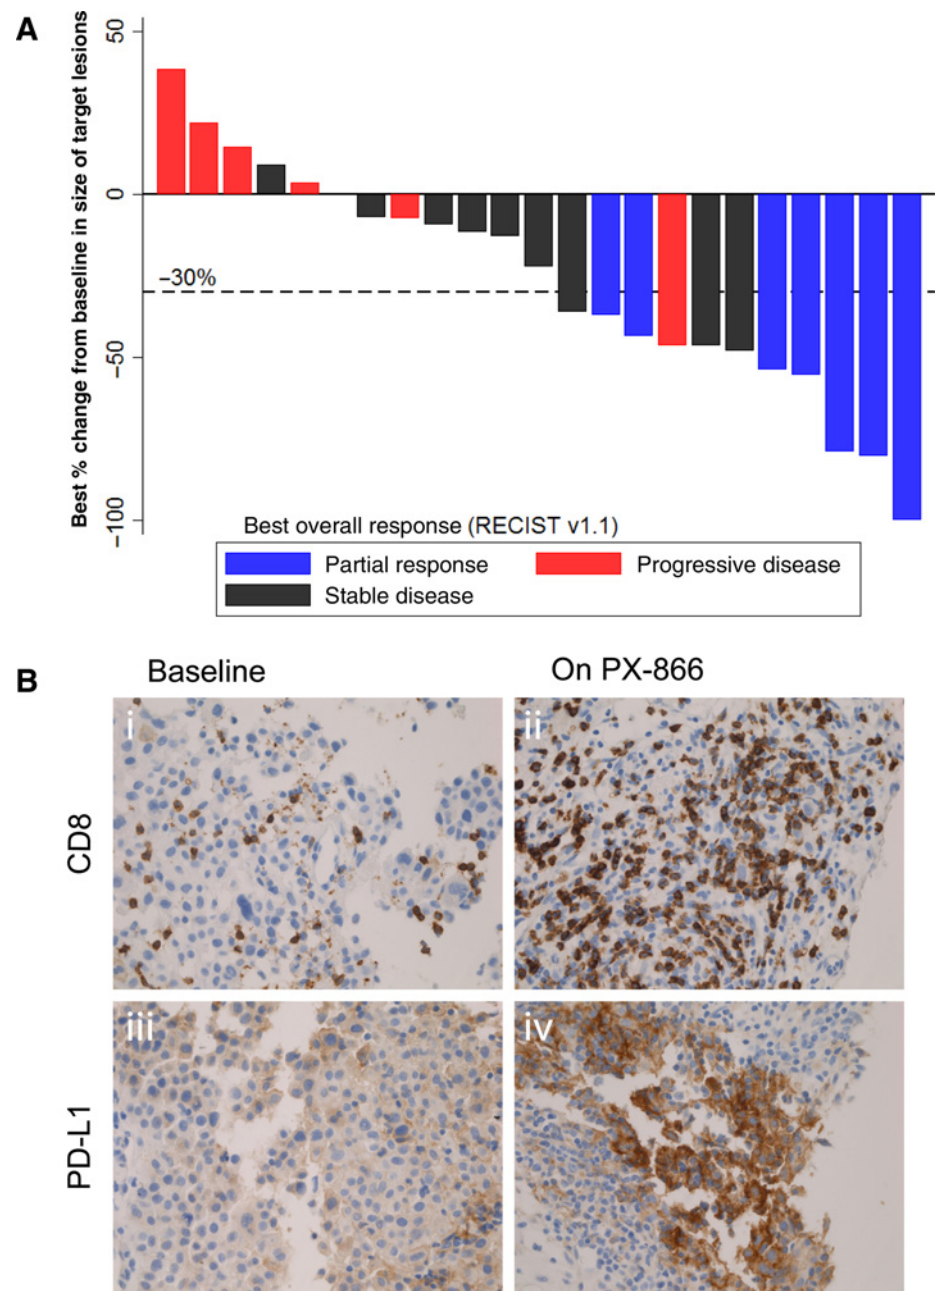 A
Best % change from baseline in size of target lesions
50
0
−50
−100
−30%
Best overall response (RECIST v1.1)
Partial response
Progressive disease
Stable disease
B
Baseline
On PX-866
CD8
i
ii
PD-L1
iii
iv